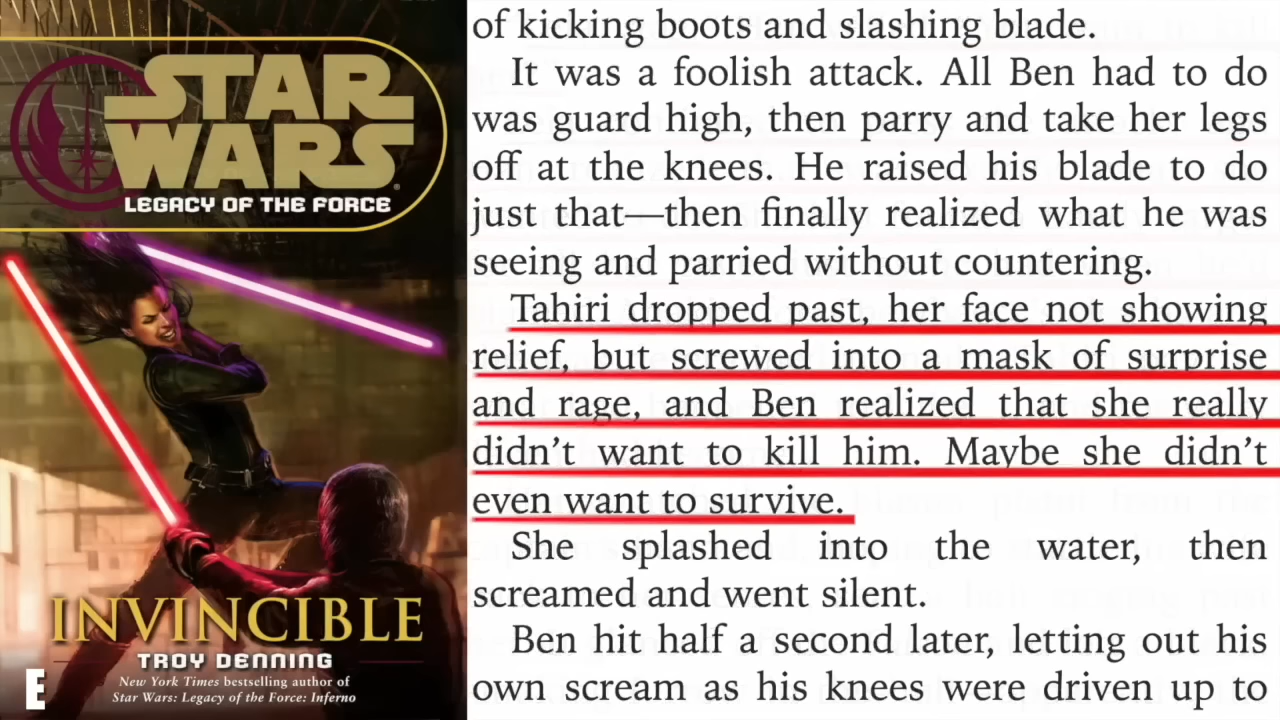 STAR
WARS
LEGACY OF THE FORCE
INVINCIBLE
TROY DENNING
New York Times bestselling author of
Star Wars: Legacy of the Force: Inferno
E
of kicking boots and slashing blade.
It was a foolish attack. All Ben had to do
was guard high, then parry and take her legs
off at the knees. He raised his blade to do
just that—then finally realized what he was
seeing and parried without countering.
Tahiri dropped past, her face not showing
relief, but screwed into a mask of surprise
and rage, and Ben realized that she really
didn’t want to kill him. Maybe she didn’t
even want to survive.
She splashed into the water, then
screamed and went silent.
Ben hit half a second later, letting out his
own scream as his knees were driven up to